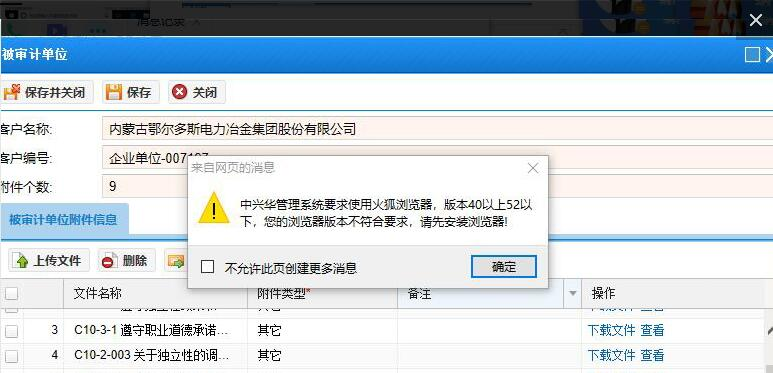 消息记录
被审计单位
保存并关闭 保存 关闭
客户名称: 内蒙古鄂尔多斯电力冶金集团股份有限公司
客户编号: 企业单位-007
来自网页的消息
附件个数: 9
中兴华管理系统要求使用火狐浏览器，版本40以上52以
下，您的浏览器版本不符合要求，请先安装浏览器!
被审计单位附件信息
上传文件 删除
不允许此页创建更多消息 确定
文件名称 附件类型* 备注 操作
3 C10-3-1 遵守职业道德承诺... 其它 下载文件 查看
4 C10-2-003 关于独立性的调... 其它 下载文件 查看